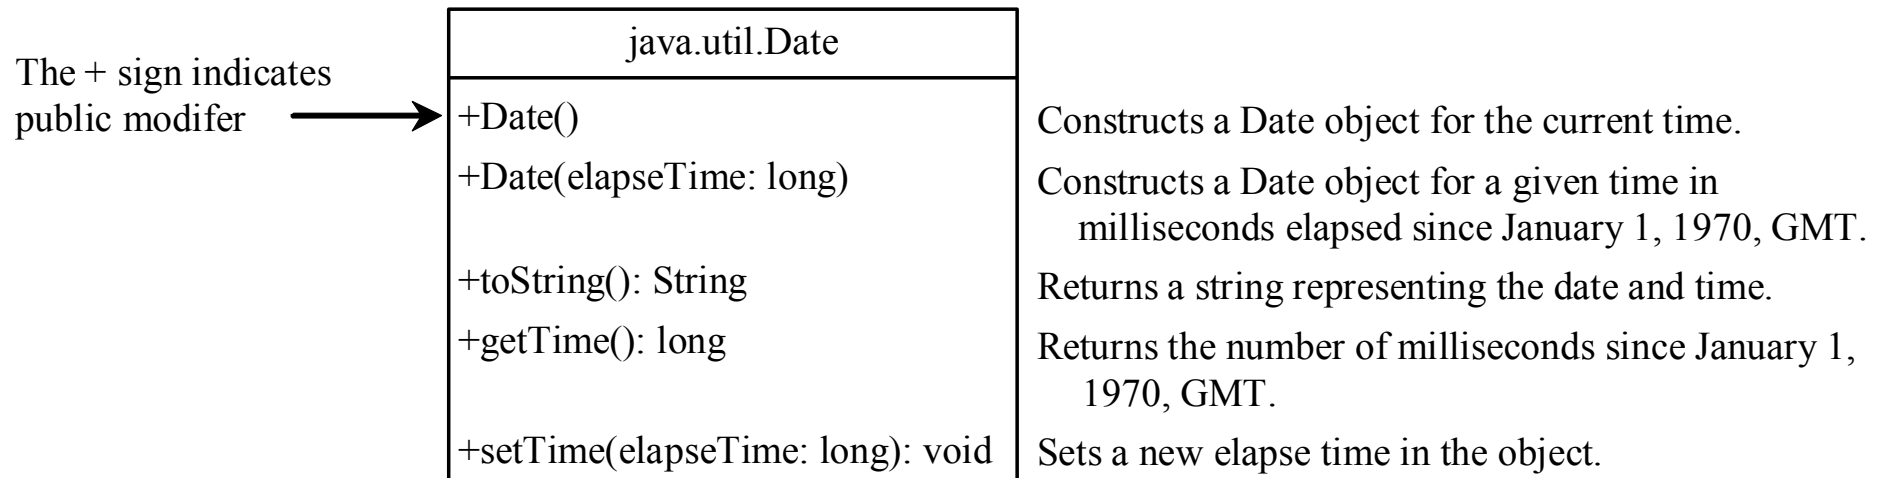 java.util.Date
The + sign indicates
public modifer
+Date()
Constructs a Date object for the current time.
+Date(elapseTime: long)
Constructs a Date object for a given time in
milliseconds elapsed since January 1, 1970, GMT.
+toString(): String
Returns a string representing the date and time.
+getTime(): long
Returns the number of milliseconds since January 1,
1970, GMT.
+setTime(elapseTime: long): void
Sets a new elapse time in the object.